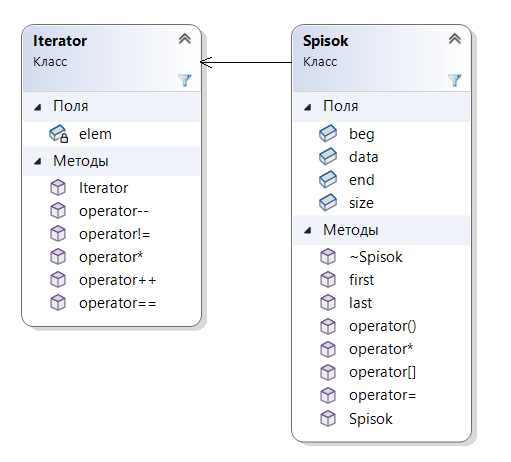 Iterator
Класс
Поля
elem
Методы
Iterator
operator--
operator!=
operator*
operator++
operator==
Spisok
Класс
Поля
beg
data
end
size
Методы
~Spisok
first
last
operator()
operator*
operator[]
operator=
Spisok